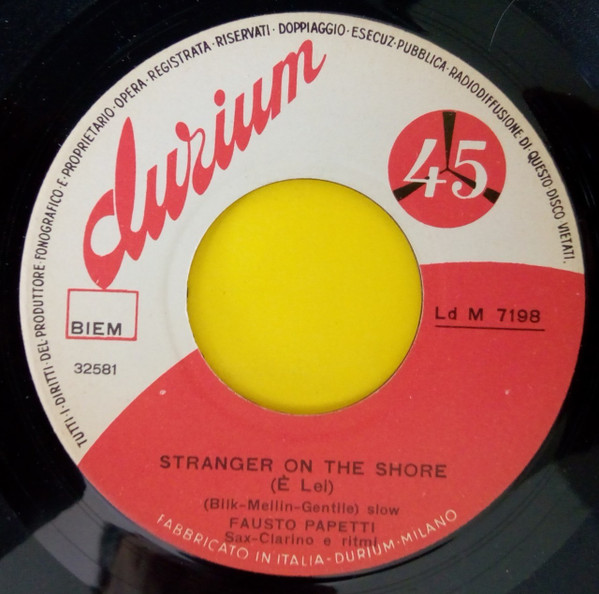 TUTTI·I·DIRITTI·DEL·PRODUTTORE·FONOGRAFICO·E·PROPRIETARIO·OPERA·REGISTRATA·RISERVATI·DOPPIAGGIO·ESECUZ·PUBBLICA·RADIODIFFUSIONE DI·QUESTO DISCO VIETATI.
durium
45
BIEM
Ld M 7198
32581
STRANGER ON THE SHORE
(È Lei)
(Bilk-Mellin-Gentile) slow
FAUSTO PAPETTI
Sax-Clarino e ritmi
FABBRICATO IN ITALIA-DURIUM-MILANO